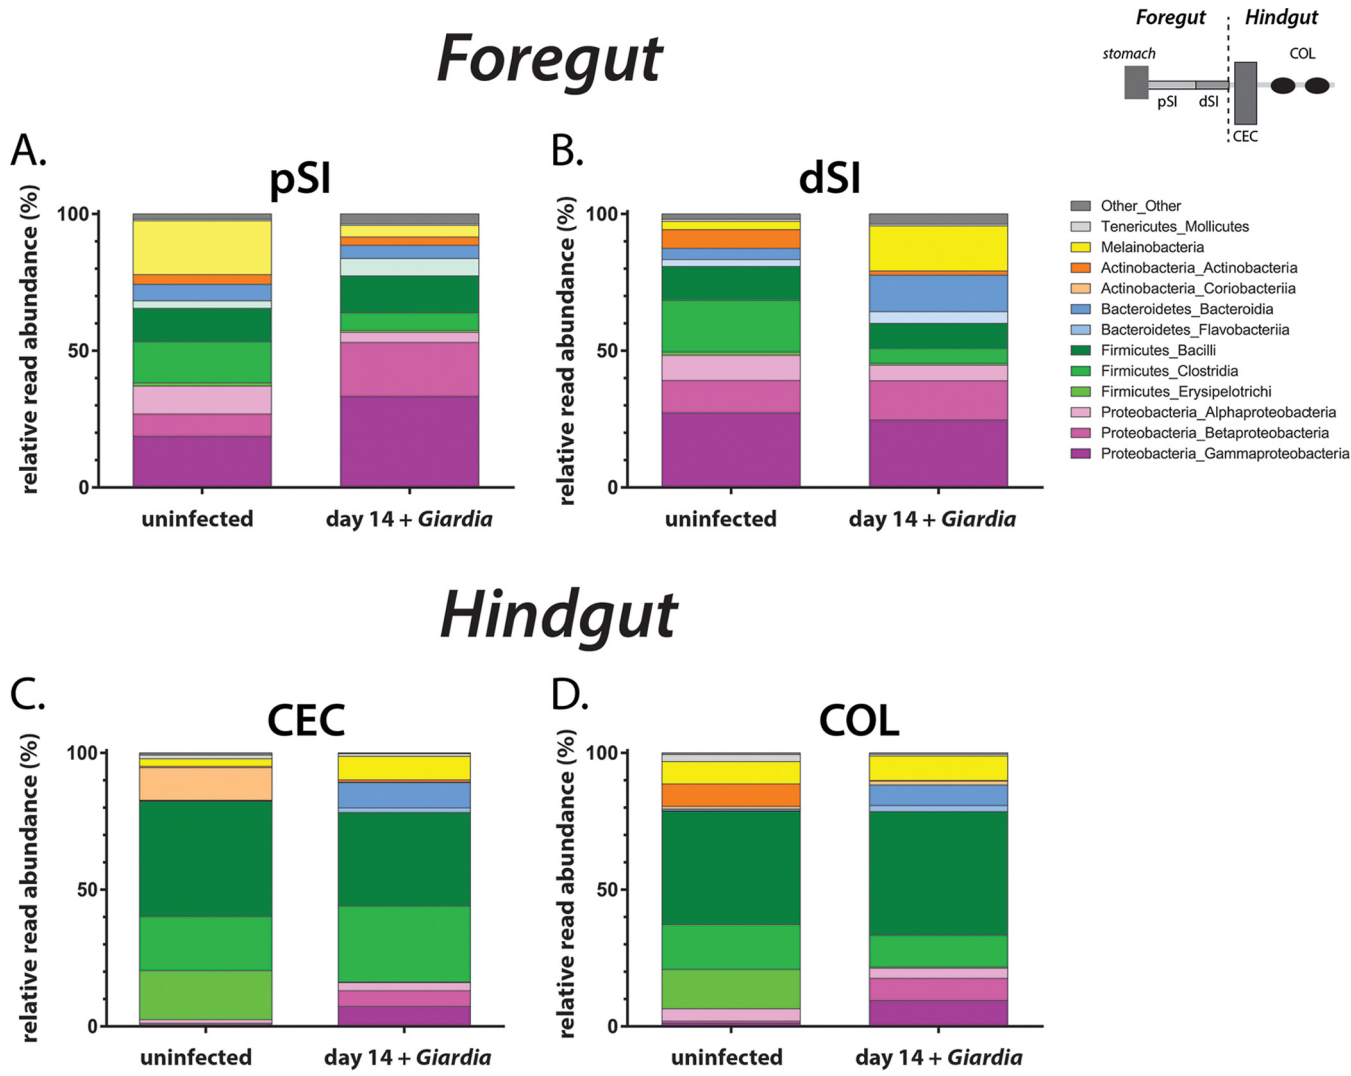 Foregut
Foregut
Hindgut
stomach
COL
pSI
dSI
CEC
A.
pSI
relative read abundance (%)
100
50
0
uninfected
day 14 + Giardia
B.
dSI
relative read abundance (%)
100
50
0
uninfected
day 14 + Giardia
Other_Other
Tenericutes_Mollicutes
Melainobacteria
Actinobacteria_Actinobacteria
Actinobacteria_Coriobacteriia
Bacteroidetes_Bacteroidia
Bacteroidetes_Flavobacteriia
Firmicutes_Bacilli
Firmicutes_Clostridia
Firmicutes_Erysipelotrichi
Proteobacteria_Alphaproteobacteria
Proteobacteria_Betaproteobacteria
Proteobacteria_Gammaproteobacteria
Hindgut
C.
CEC
relative read abundance (%)
100
50
0
uninfected
day 14 + Giardia
D.
COL
relative read abundance (%)
100
50
0
uninfected
day 14 + Giardia